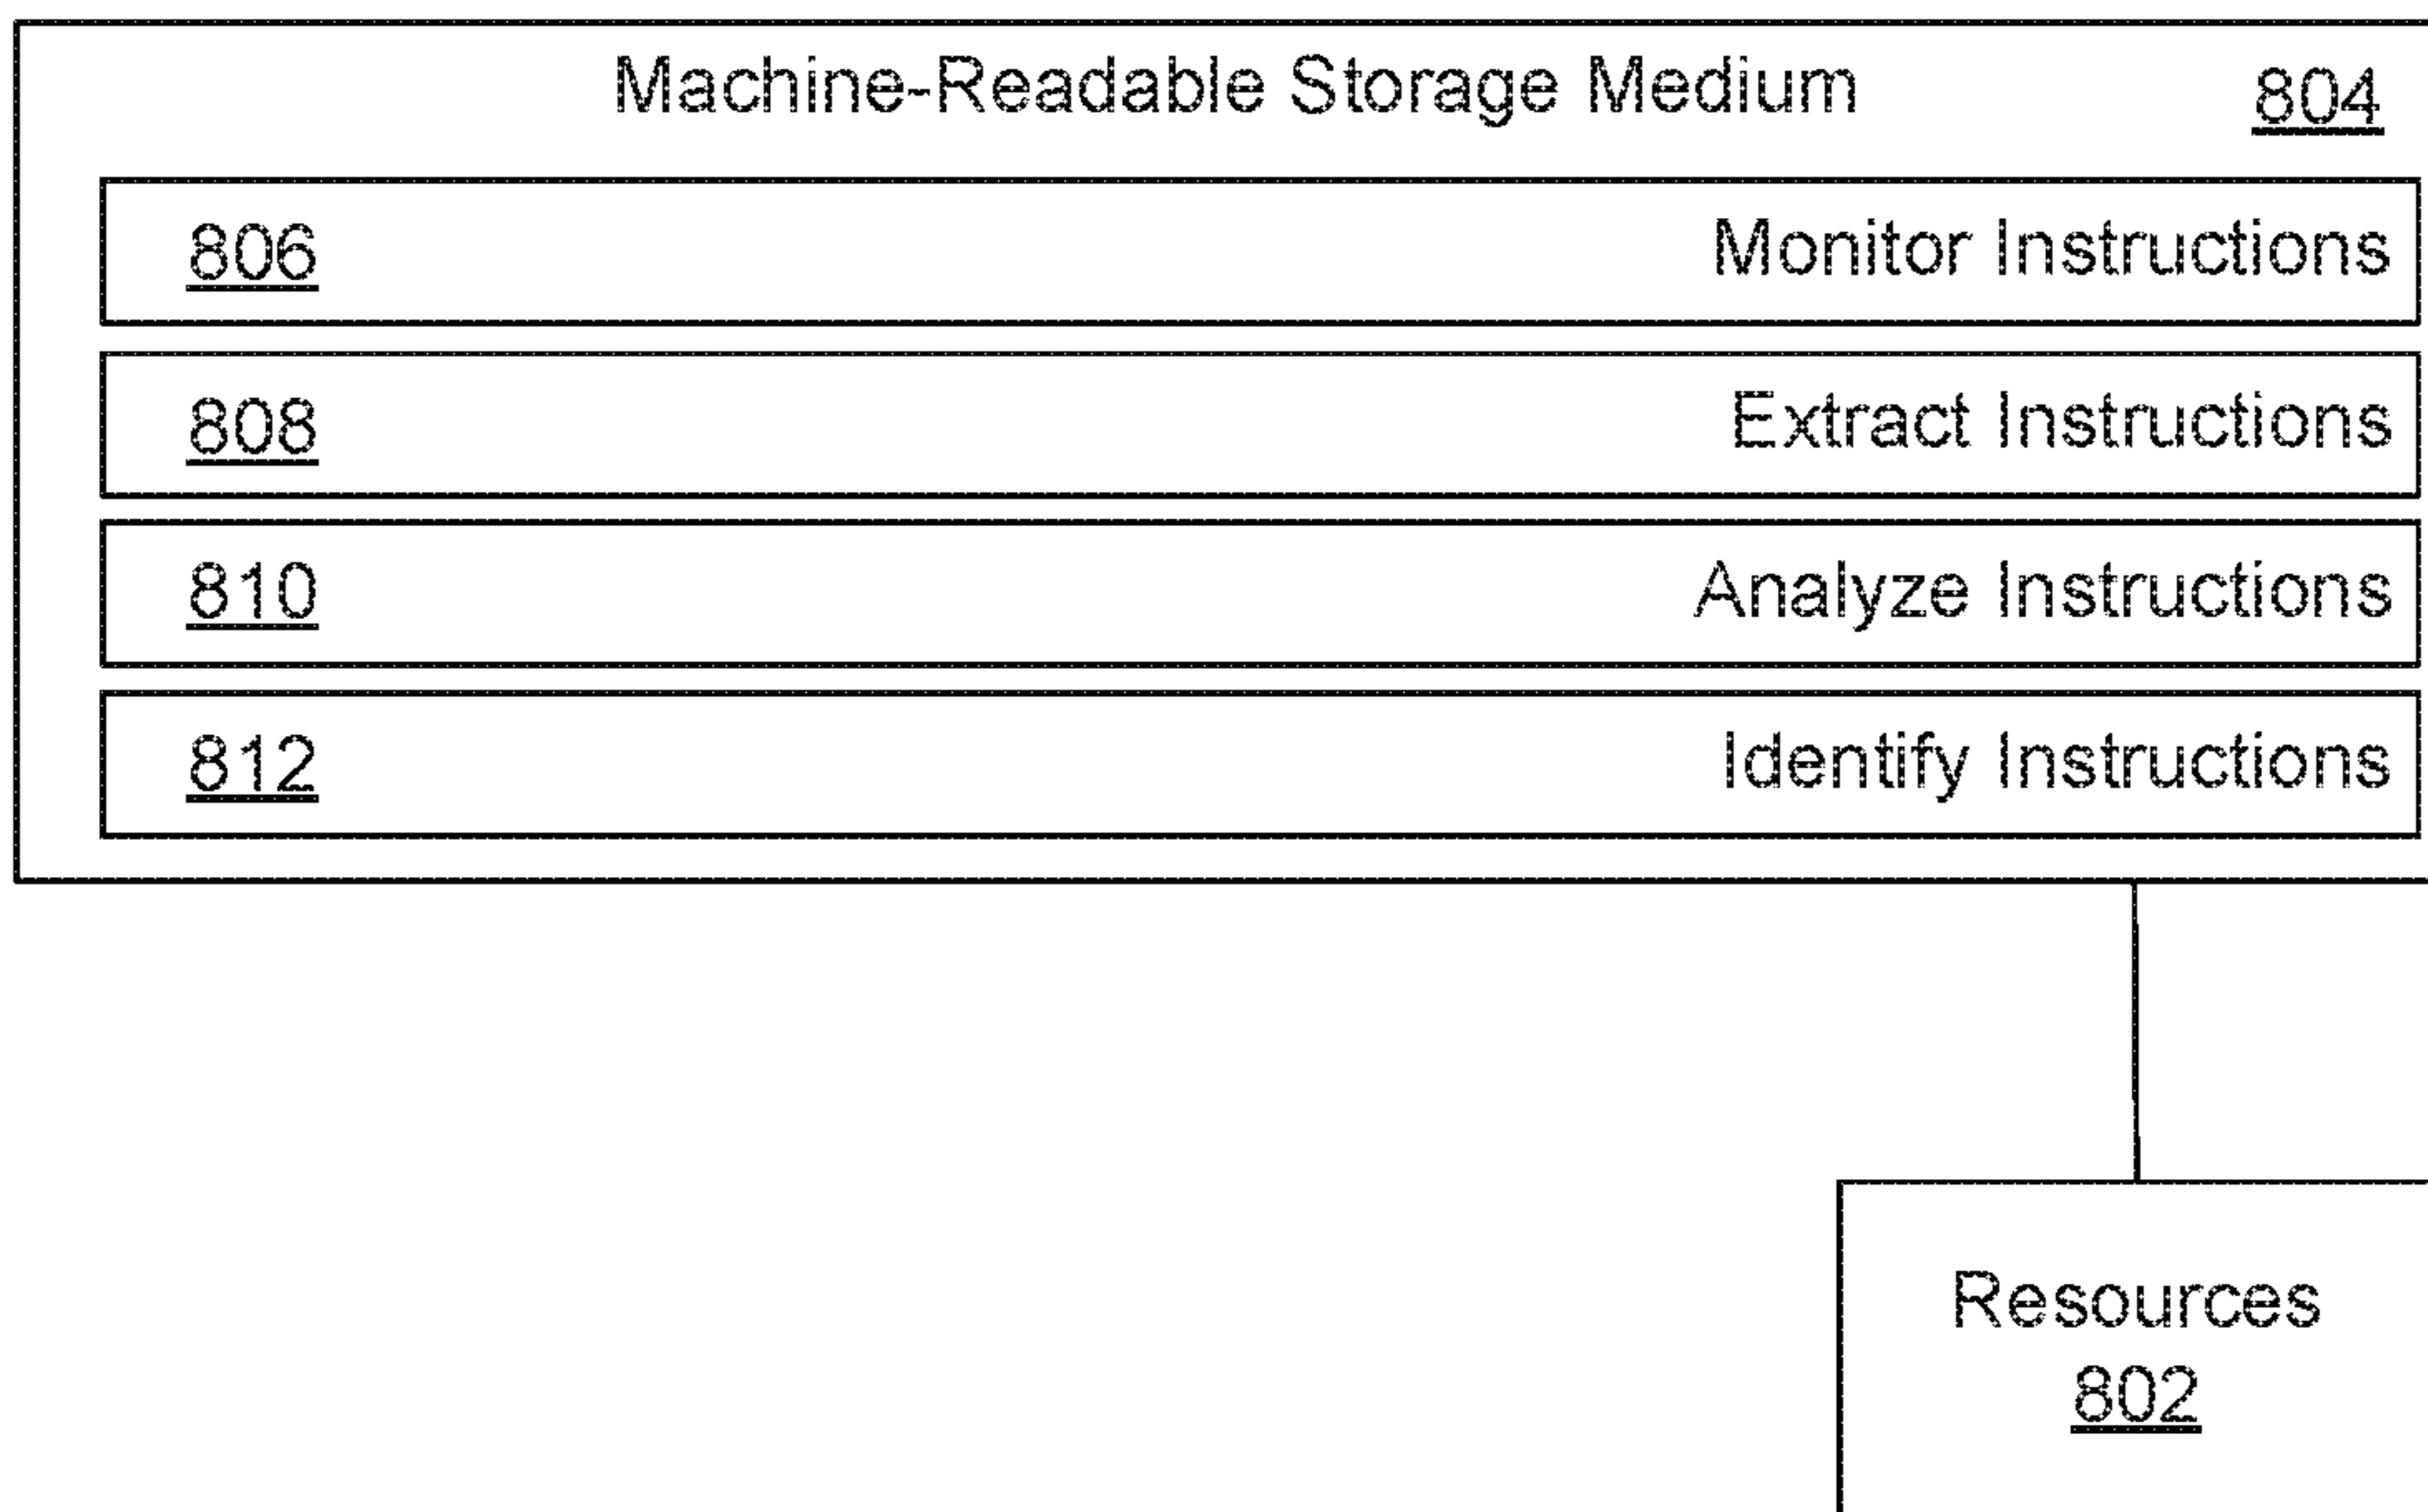 Machine-Readable Storage Medium 804
806 Monitor Instructions
808 Extract Instructions
810 Analyze Instructions
812 Identify Instructions
Resources
802